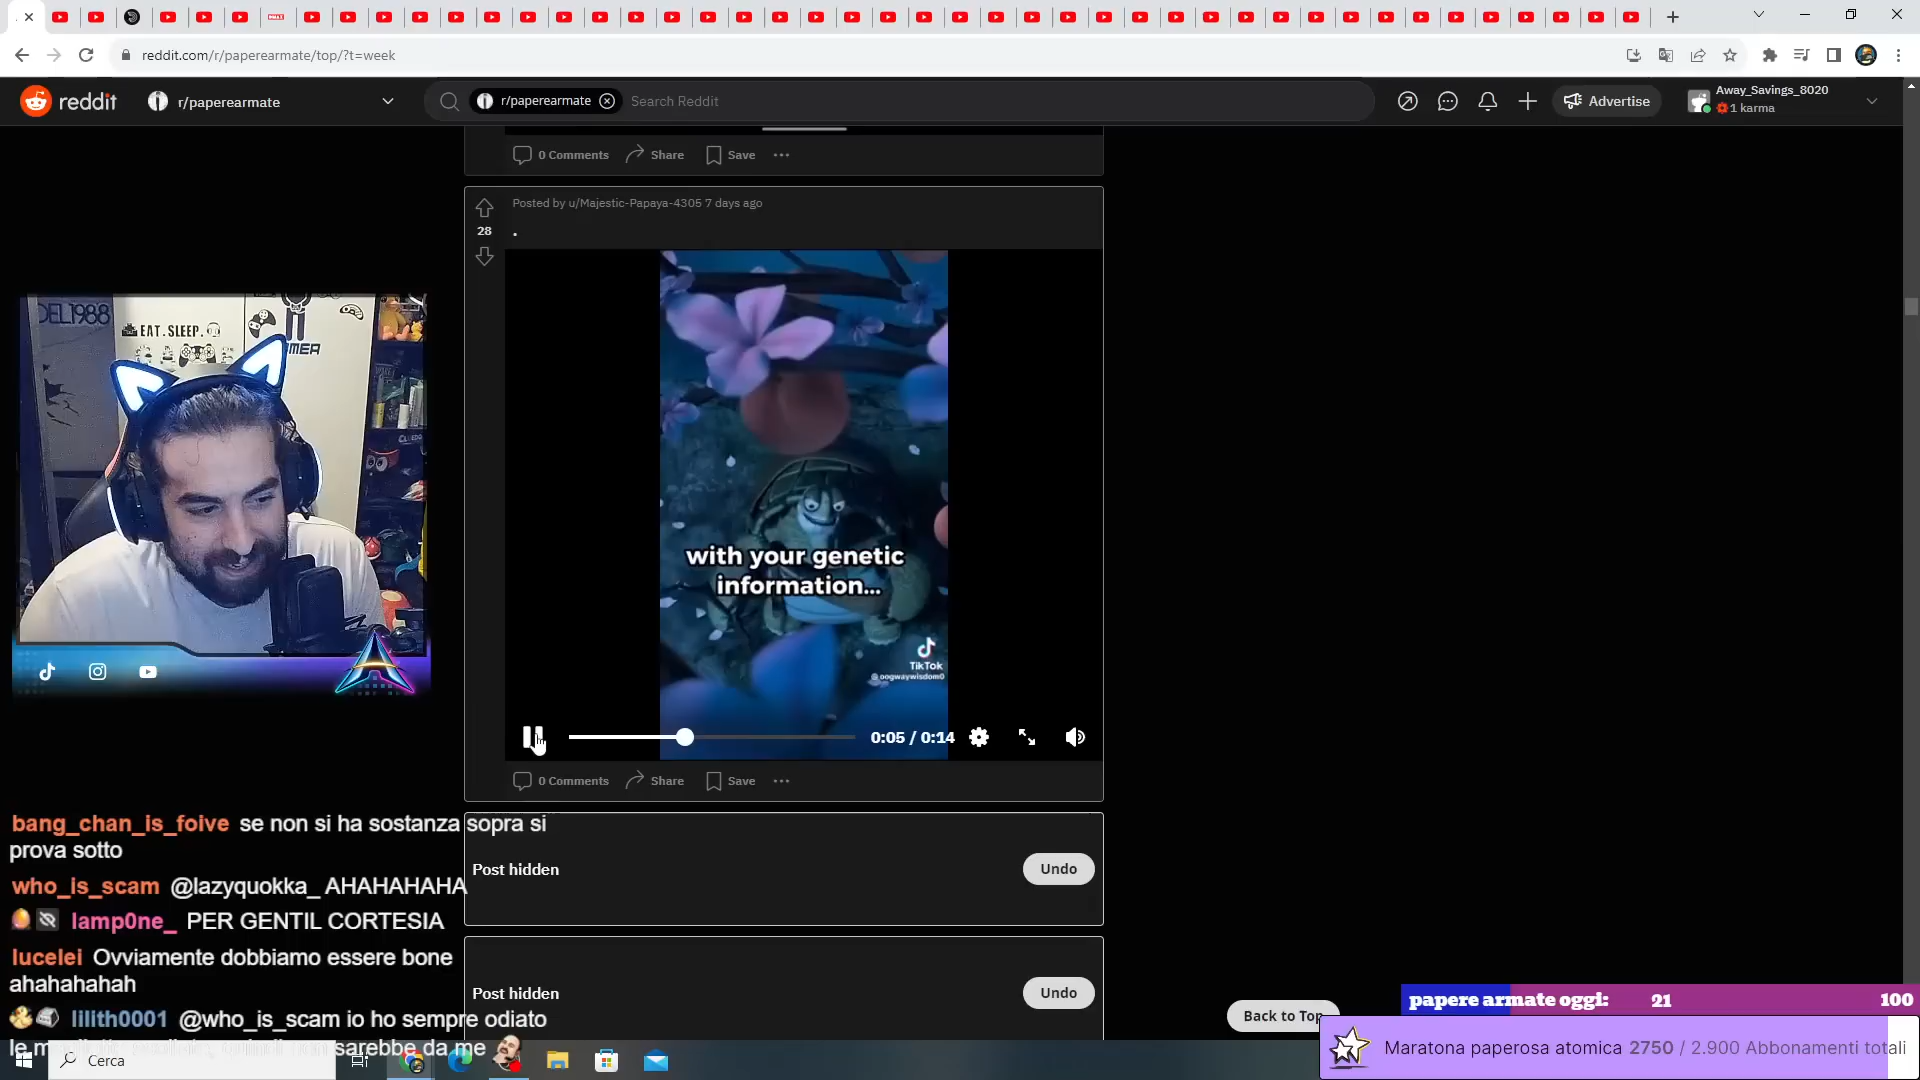 reddit.com/r/paperearmate/top/?t=week
reddit
r/paperearmate
r/paperearmate
Search Reddit
Advertise
Away_Savings_8020
1 karma
0 Comments
Share
Save
Posted by u/Majestic-Papaya-4305 7 days ago
28
.
with your genetic
information...
TikTok
@oogwaywisdom0
0:05 / 0:14
0 Comments
Share
Save
Post hidden
Undo
Post hidden
Undo
DEL1988
EAT.SLEEP.
bang_chan_is_foive se non si ha sostanza sopra si
prova sotto
who_is_scam @lazyquokka_ AHAHAHAHA
lamp0ne_ PER GENTIL CORTESIA
lucelei Ovviamente dobbiamo essere bone
ahahahahah
lilith0001 @who_is_scam io ho sempre odiato
sarebbe da me
Back to Top
papere armate oggi: 21 100
Maratona paperosa atomica 2750 / 2.900 Abbonamenti totali
Cerca